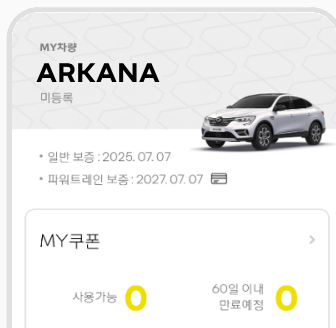 MY차량
ARKANA
미등록
• 일반 보증 : 2025. 07. 07
• 파워트레인 보증 : 2027. 07. 07
MY쿠폰
사용가능 0
60일 이내
만료예정 0